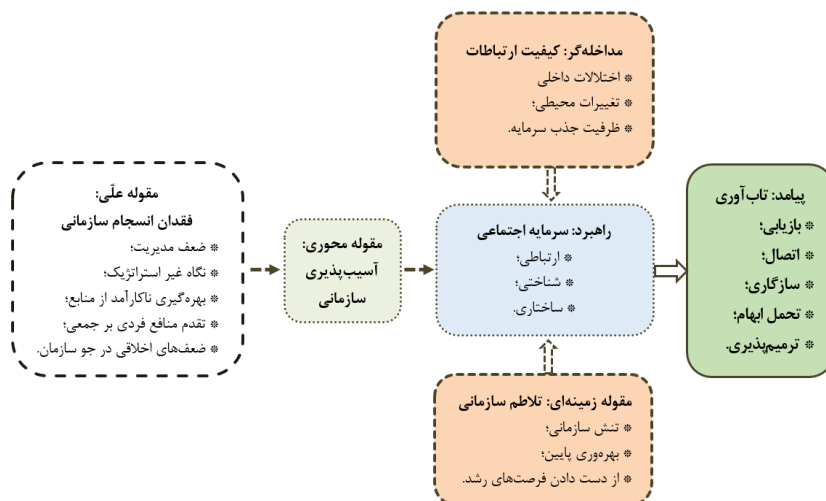 مداخله‌گر: کیفیت ارتباطات
* اختلالات داخلی
* تغییرات محیطی؛
* ظرفیت جذب سرمایه.
پیامد: تاب‌آوری
* بازیابی؛
* اتصال؛
* سازگاری؛
* تحمل ابهام؛
* ترمیم‌پذیری.
راهبرد: سرمایه اجتماعی
* ارتباطی؛
* شناختی؛
* ساختاری.
مقوله محوری:
آسیب‌پذیری
سازمانی
مقوله علّی:
فقدان انسجام سازمانی
* ضعف مدیریت؛
* نگاه غیر استراتژیک؛
* بهره‌گیری ناکارآمد از منابع؛
* تقدم منافع فردی بر جمعی؛
* ضعف‌های اخلاقی در جو سازمان.
مقوله زمینه‌ای: تلاطم سازمانی
* تنش سازمانی؛
* بهره‌وری پایین؛
* از دست دادن فرصت‌های رشد.